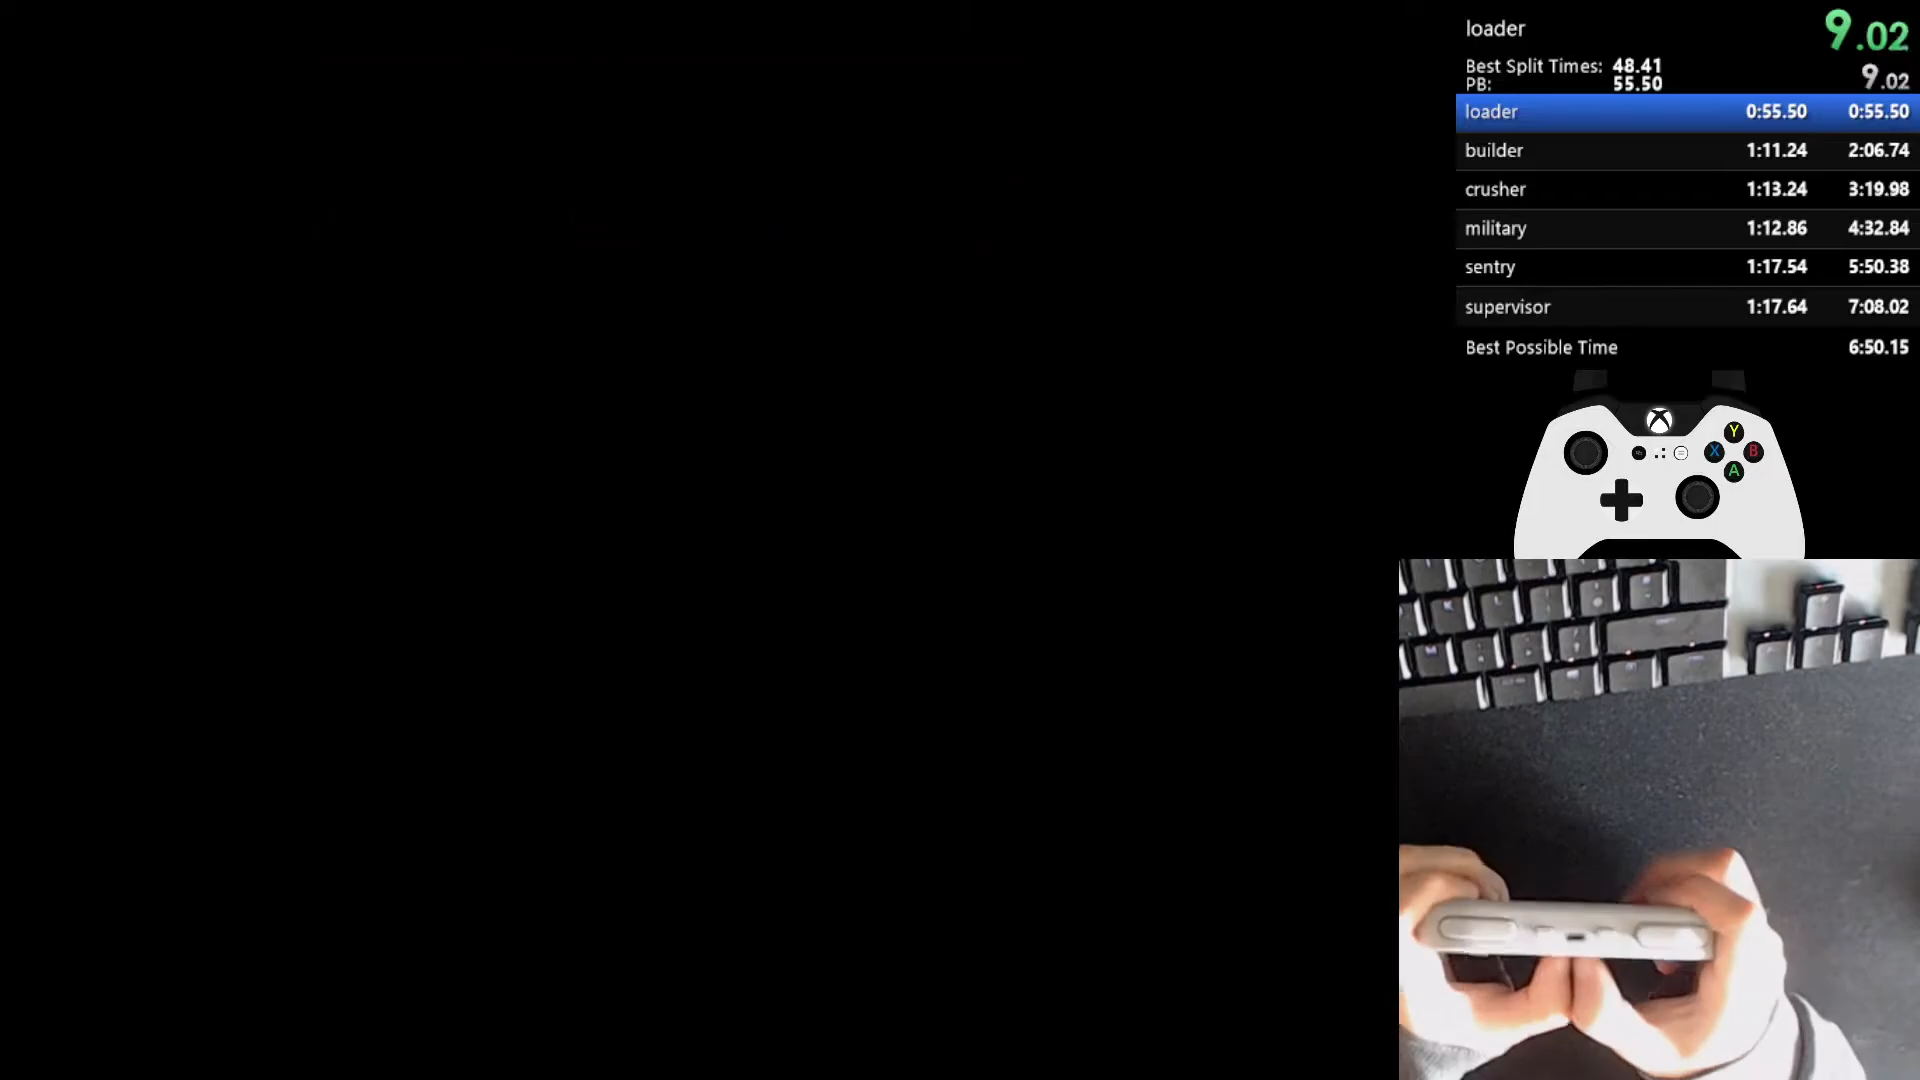 loader
9.02
Best Split Times: 48.41
9.02
PB: 55.50
loader 0:55.50 0:55.50
builder 1:11.24 2:06.74
crusher 1:13.24 3:19.98
military 1:12.86 4:32.84
sentry 1:17.54 5:50.38
supervisor 1:17.64 7:08.02
Best Possible Time 6:50.15
Y
X B
A